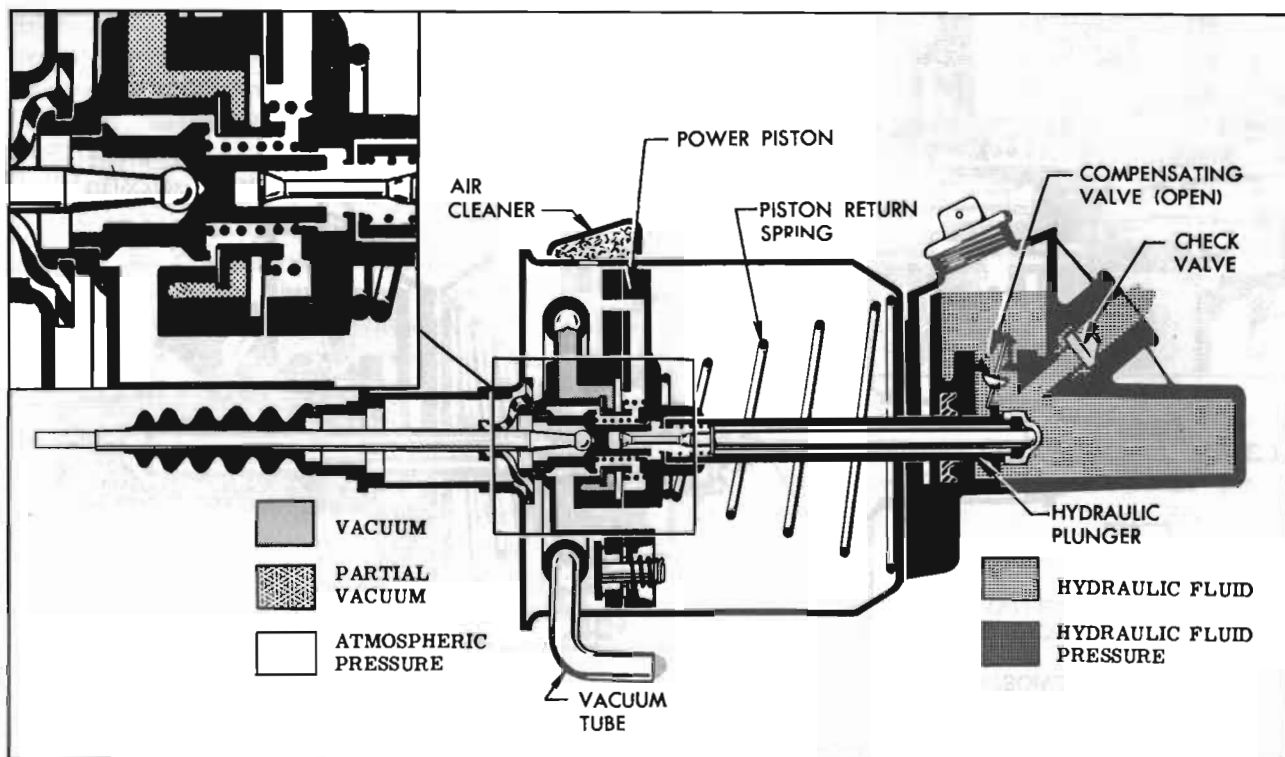 POWER PISTON
AIR
CLEANER
PISTON RETURN
SPRING
COMPENSATING
VALVE (OPEN)
CHECK
VALVE
HYDRAULIC
PLUNGER
VACUUM
PARTIAL
VACUUM
ATMOSPHERIC
PRESSURE
VACUUM
TUBE
HYDRAULIC FLUID
HYDRAULIC FLUID
PRESSURE